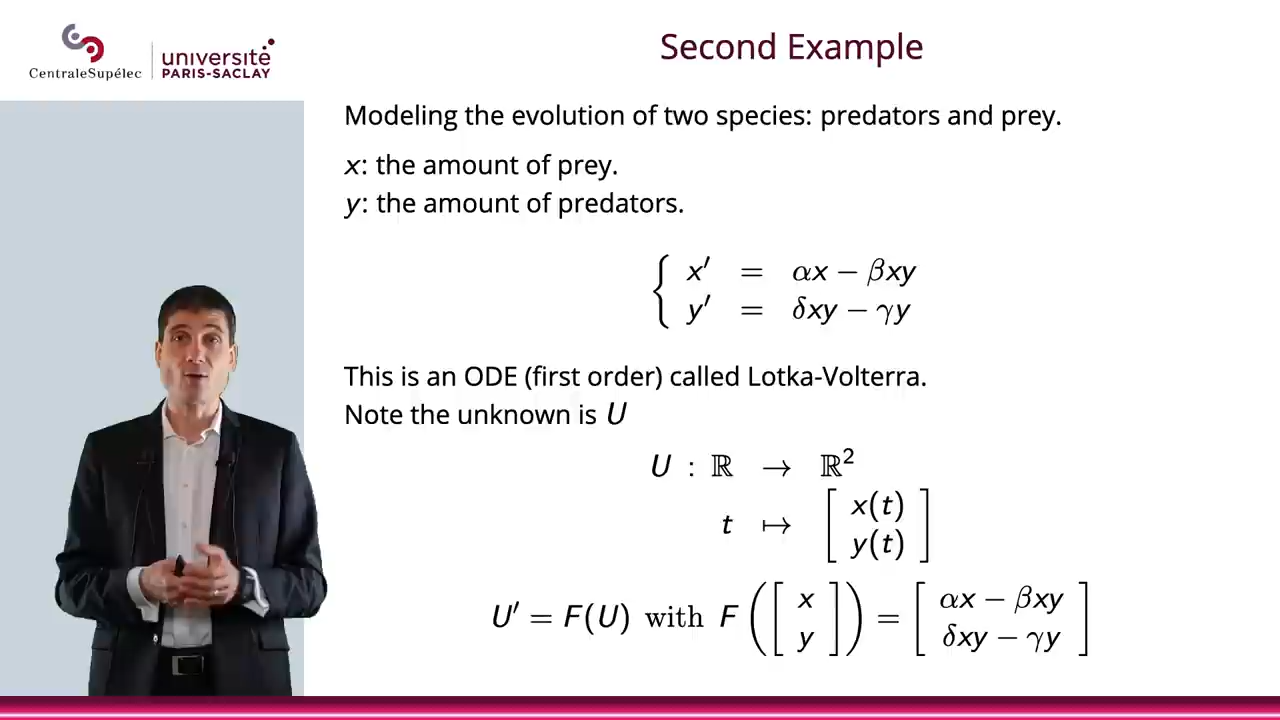 CentraleSupélec
université
PARIS-SACLAY
Second Example
Modeling the evolution of two species: predators and prey.
x: the amount of prey.
y: the amount of predators.
x′ = αx − βxy
y′ = δxy − γy
This is an ODE (first order) called Lotka-Volterra.
Note the unknown is U
U : ℝ → ℝ²
t ↦ [ x(t)
y(t) ]
U′ = F(U) with F ([ x y ]) = [ αx − βxy
δxy − γy ]